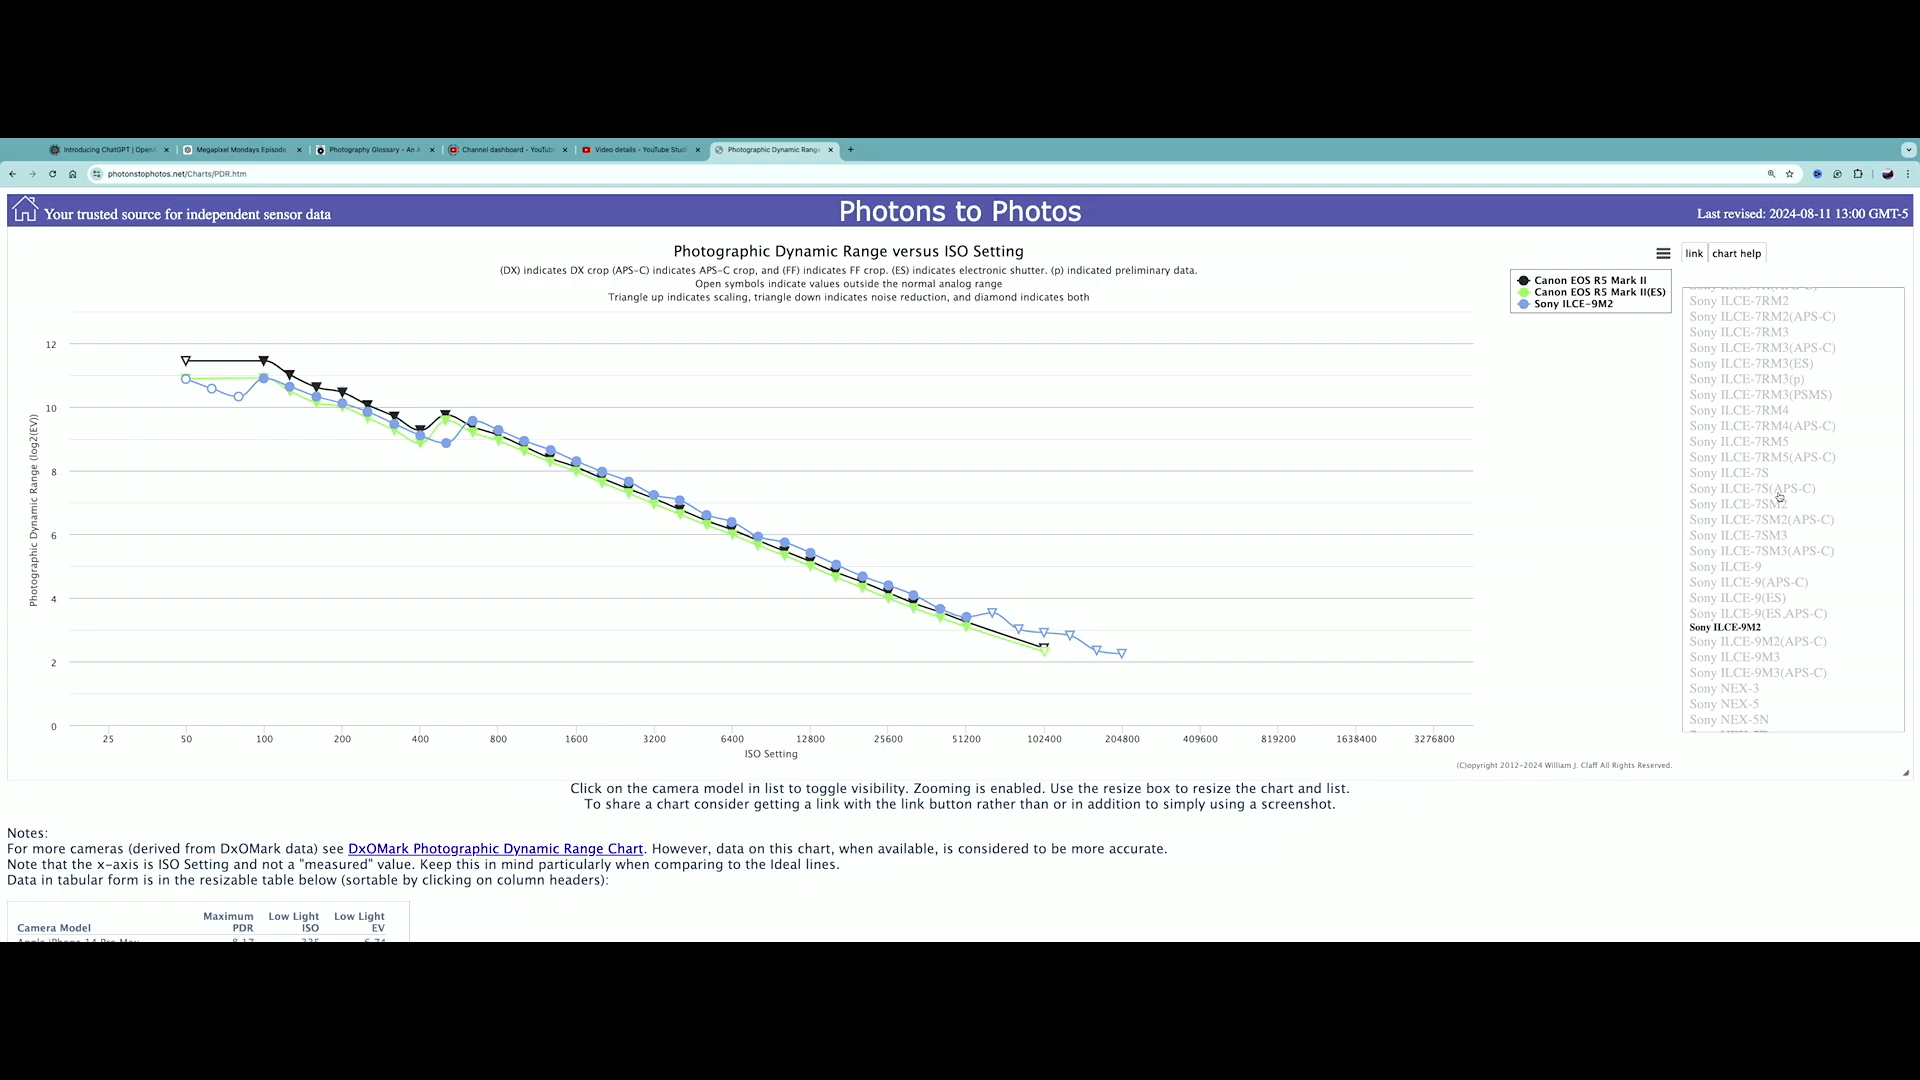 Introducing ChatGPT | OpenA
Megapixel Mondays Episode
Photography Glossary - An A
Channel dashboard - YouTube
Video details - YouTube Stud
Photographic Dynamic Range
photonstophotos.net/Charts/PDR.htm
Your trusted source for independent sensor data
Photons to Photos
Last revised: 2024-08-11 13:00 GMT-5
Photographic Dynamic Range versus ISO Setting
(DX) indicates DX crop (APS-C) indicates APS-C crop, and (FF) indicates FF crop. (ES) indicates electronic shutter. (p) indicated preliminary data.
Open symbols indicate values outside the normal analog range
Triangle up indicates scaling, triangle down indicates noise reduction, and diamond indicates both
link
chart help
Canon EOS R5 Mark II
Canon EOS R5 Mark II(ES)
Sony ILCE-9M2
Photographic Dynamic Range (log2(EV))
12
10
8
6
4
2
0
25 50 100 200 400 800 1600 3200 6400 12800 25600 51200 102400 204800 409600 819200 1638400 3276800
ISO Setting
Sony ILCE-7RM2
Sony ILCE-7RM2(APS-C)
Sony ILCE-7RM3
Sony ILCE-7RM3(APS-C)
Sony ILCE-7RM3(ES)
Sony ILCE-7RM3(p)
Sony ILCE-7RM3(PSMS)
Sony ILCE-7RM4
Sony ILCE-7RM4(APS-C)
Sony ILCE-7RM5
Sony ILCE-7RM5(APS-C)
Sony ILCE-7S
Sony ILCE-7S(APS-C)
Sony ILCE-7SM2
Sony ILCE-7SM2(APS-C)
Sony ILCE-7SM3
Sony ILCE-7SM3(APS-C)
Sony ILCE-9
Sony ILCE-9(APS-C)
Sony ILCE-9(ES)
Sony ILCE-9(ES,APS-C)
Sony ILCE-9M2
Sony ILCE-9M2(APS-C)
Sony ILCE-9M3
Sony ILCE-9M3(APS-C)
Sony NEX-3
Sony NEX-5
Sony NEX-5N
(C)opyright 2012-2024 William J. Claff All Rights Reserved.
Click on the camera model in list to toggle visibility. Zooming is enabled. Use the resize box to resize the chart and list.
To share a chart consider getting a link with the link button rather than or in addition to simply using a screenshot.
Notes:
For more cameras (derived from DxOMark data) see DxOMark Photographic Dynamic Range Chart. However, data on this chart, when available, is considered to be more accurate.
Note that the x-axis is ISO Setting and not a "measured" value. Keep this in mind particularly when comparing to the Ideal lines.
Data in tabular form is in the resizable table below (sortable by clicking on column headers):
Maximum Low Light Low Light
Camera Model PDR ISO EV